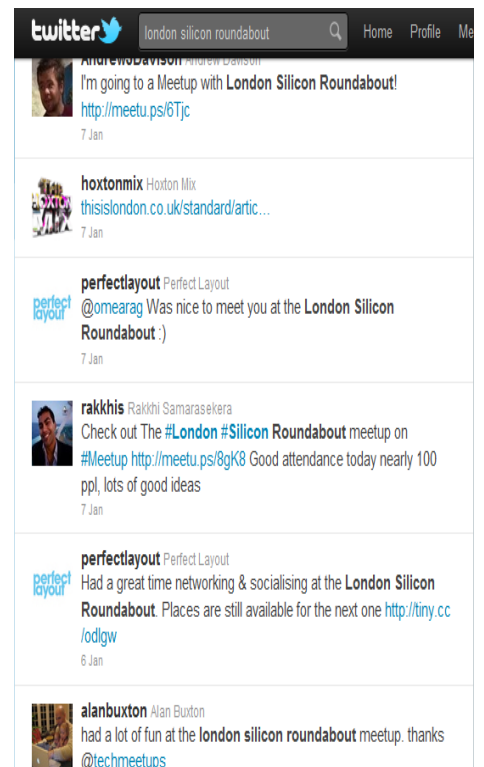 twitter
london silicon roundabout
Home Profile Me
Andrew3Davison Andrew Davison
I'm going to a Meetup with London Silicon Roundabout!
http://meetu.ps/6Tjc
7 Jan
hoxtonmix Hoxton Mix
thisislondon.co.uk/standard/artic...
7 Jan
perfectlayout Perfect Layout
perfect
layout
@omearag Was nice to meet you at the London Silicon
Roundabout :)
7 Jan
rakkhis Rakkhi Samarasekera
Check out The #London #Silicon Roundabout meetup on
#Meetup http://meetu.ps/8gK8 Good attendance today nearly 100
ppl, lots of good ideas
7 Jan
perfectlayout Perfect Layout
perfect
layout
Had a great time networking & socialising at the London Silicon
Roundabout. Places are still available for the next one http://tiny.cc
/odlgw
6 Jan
alanbuxton Alan Buxton
had a lot of fun at the london silicon roundabout meetup. thanks
@techmeetups